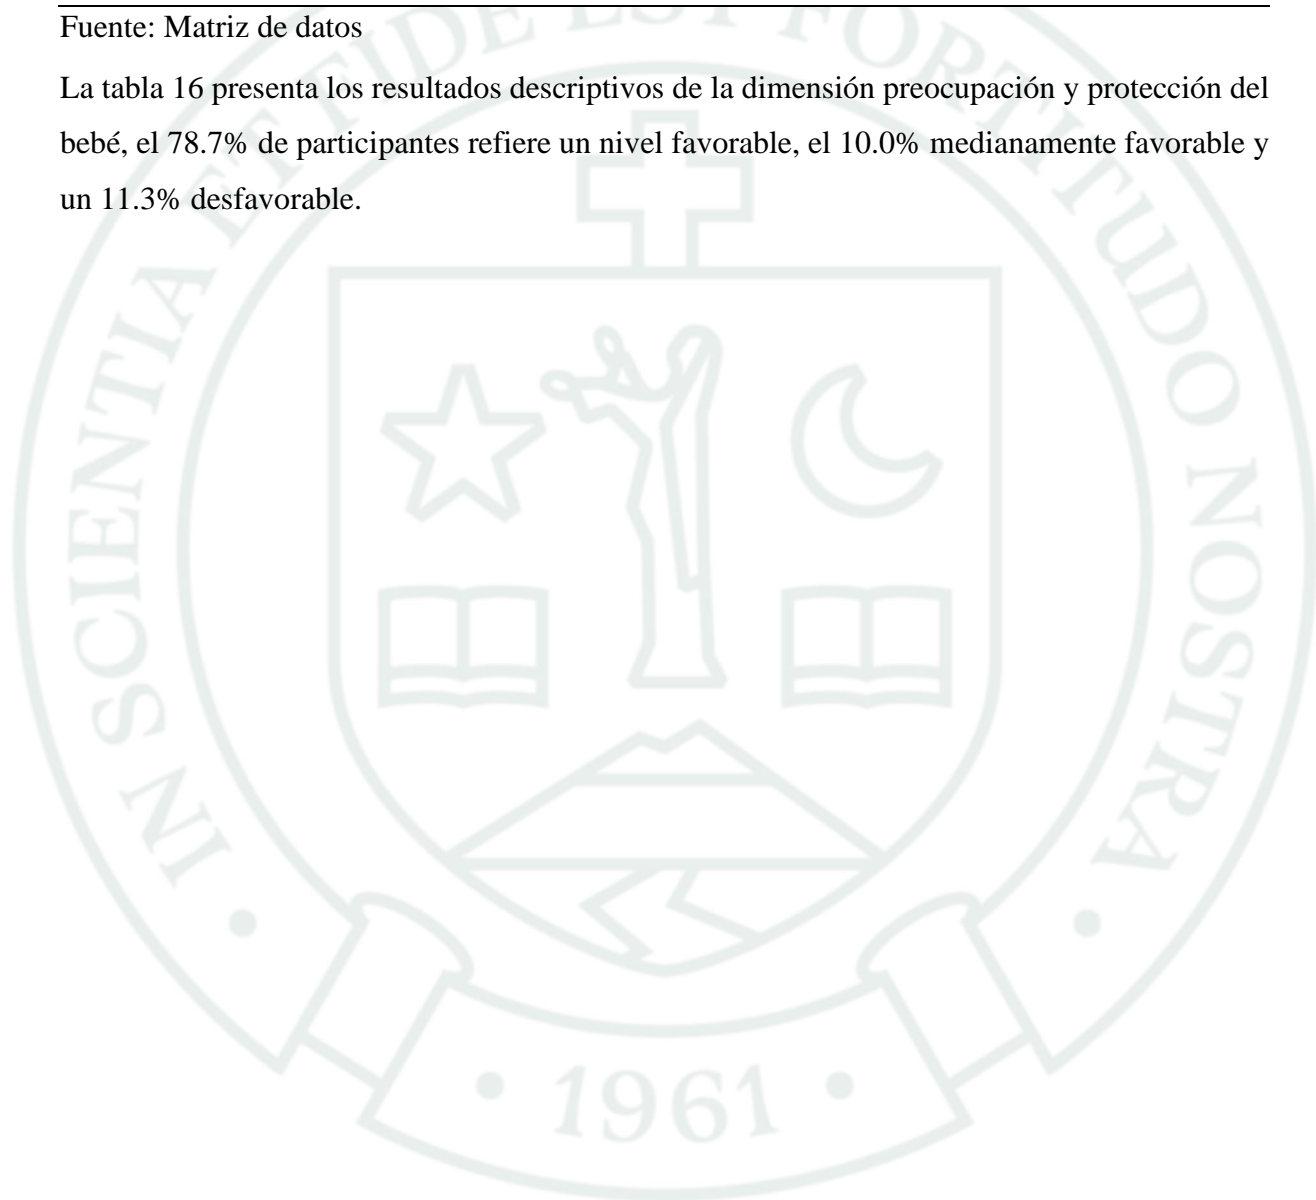 Fuente: Matriz de datos
La tabla 16 presenta los resultados descriptivos de la dimensión preocupación y protección del
bebé, el 78.7% de participantes refiere un nivel favorable, el 10.0% medianamente favorable y
un 11.3% desfavorable.
IN SCIENTIA ET FIDE EST FORTITUDO NOSTRA
• 1961 •